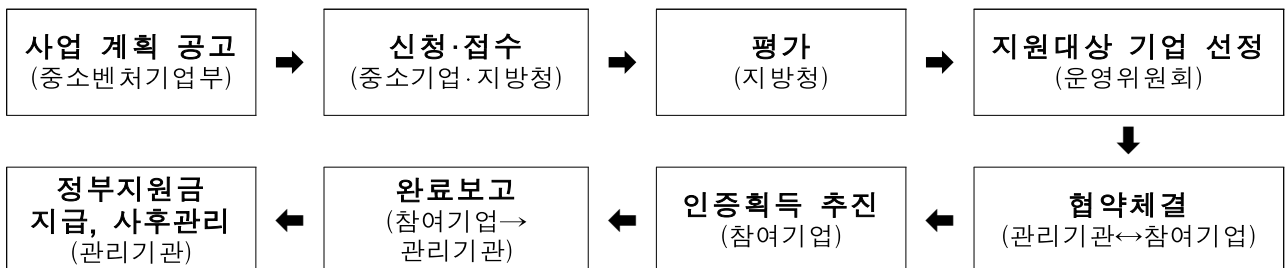 사업 계획 공고
(중소벤처기업부)
신청·접수
(중소기업·지방청)
평가
(지방청)
지원대상 기업 선정
(운영위원회)
협약체결
(관리기관↔참여기업)
인증획득 추진
(참여기업)
완료보고
(참여기업→
관리기관)
정부지원금
지급, 사후관리
(관리기관)